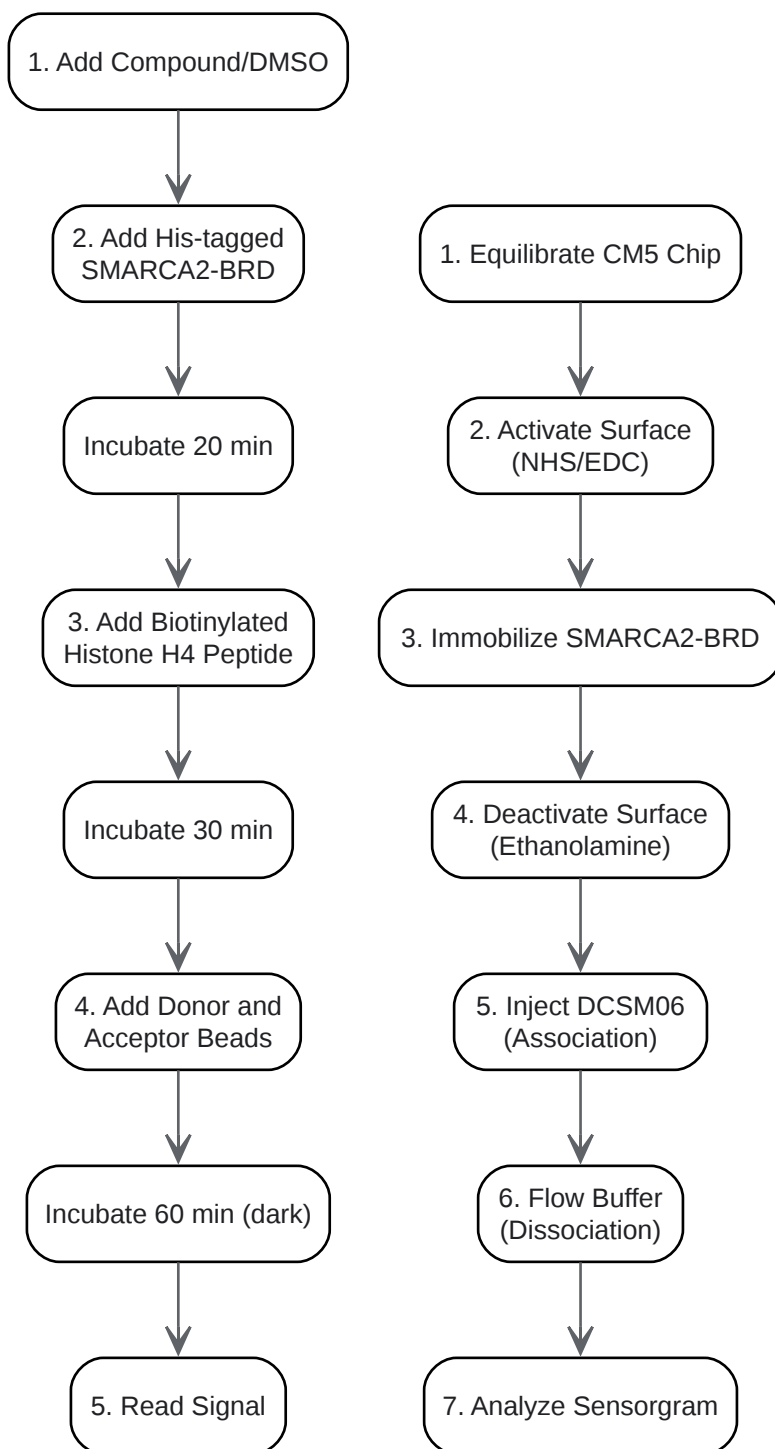 1. Add Compound/DMSO
2. Add His-tagged
SMARCA2-BRD
Incubate 20 min
3. Add Biotinylated
Histone H4 Peptide
Incubate 30 min
4. Add Donor and
Acceptor Beads
Incubate 60 min (dark)
5. Read Signal
1. Equilibrate CM5 Chip
2. Activate Surface
(NHS/EDC)
3. Immobilize SMARCA2-BRD
4. Deactivate Surface
(Ethanolamine)
5. Inject DCSM06
(Association)
6. Flow Buffer
(Dissociation)
7. Analyze Sensorgram